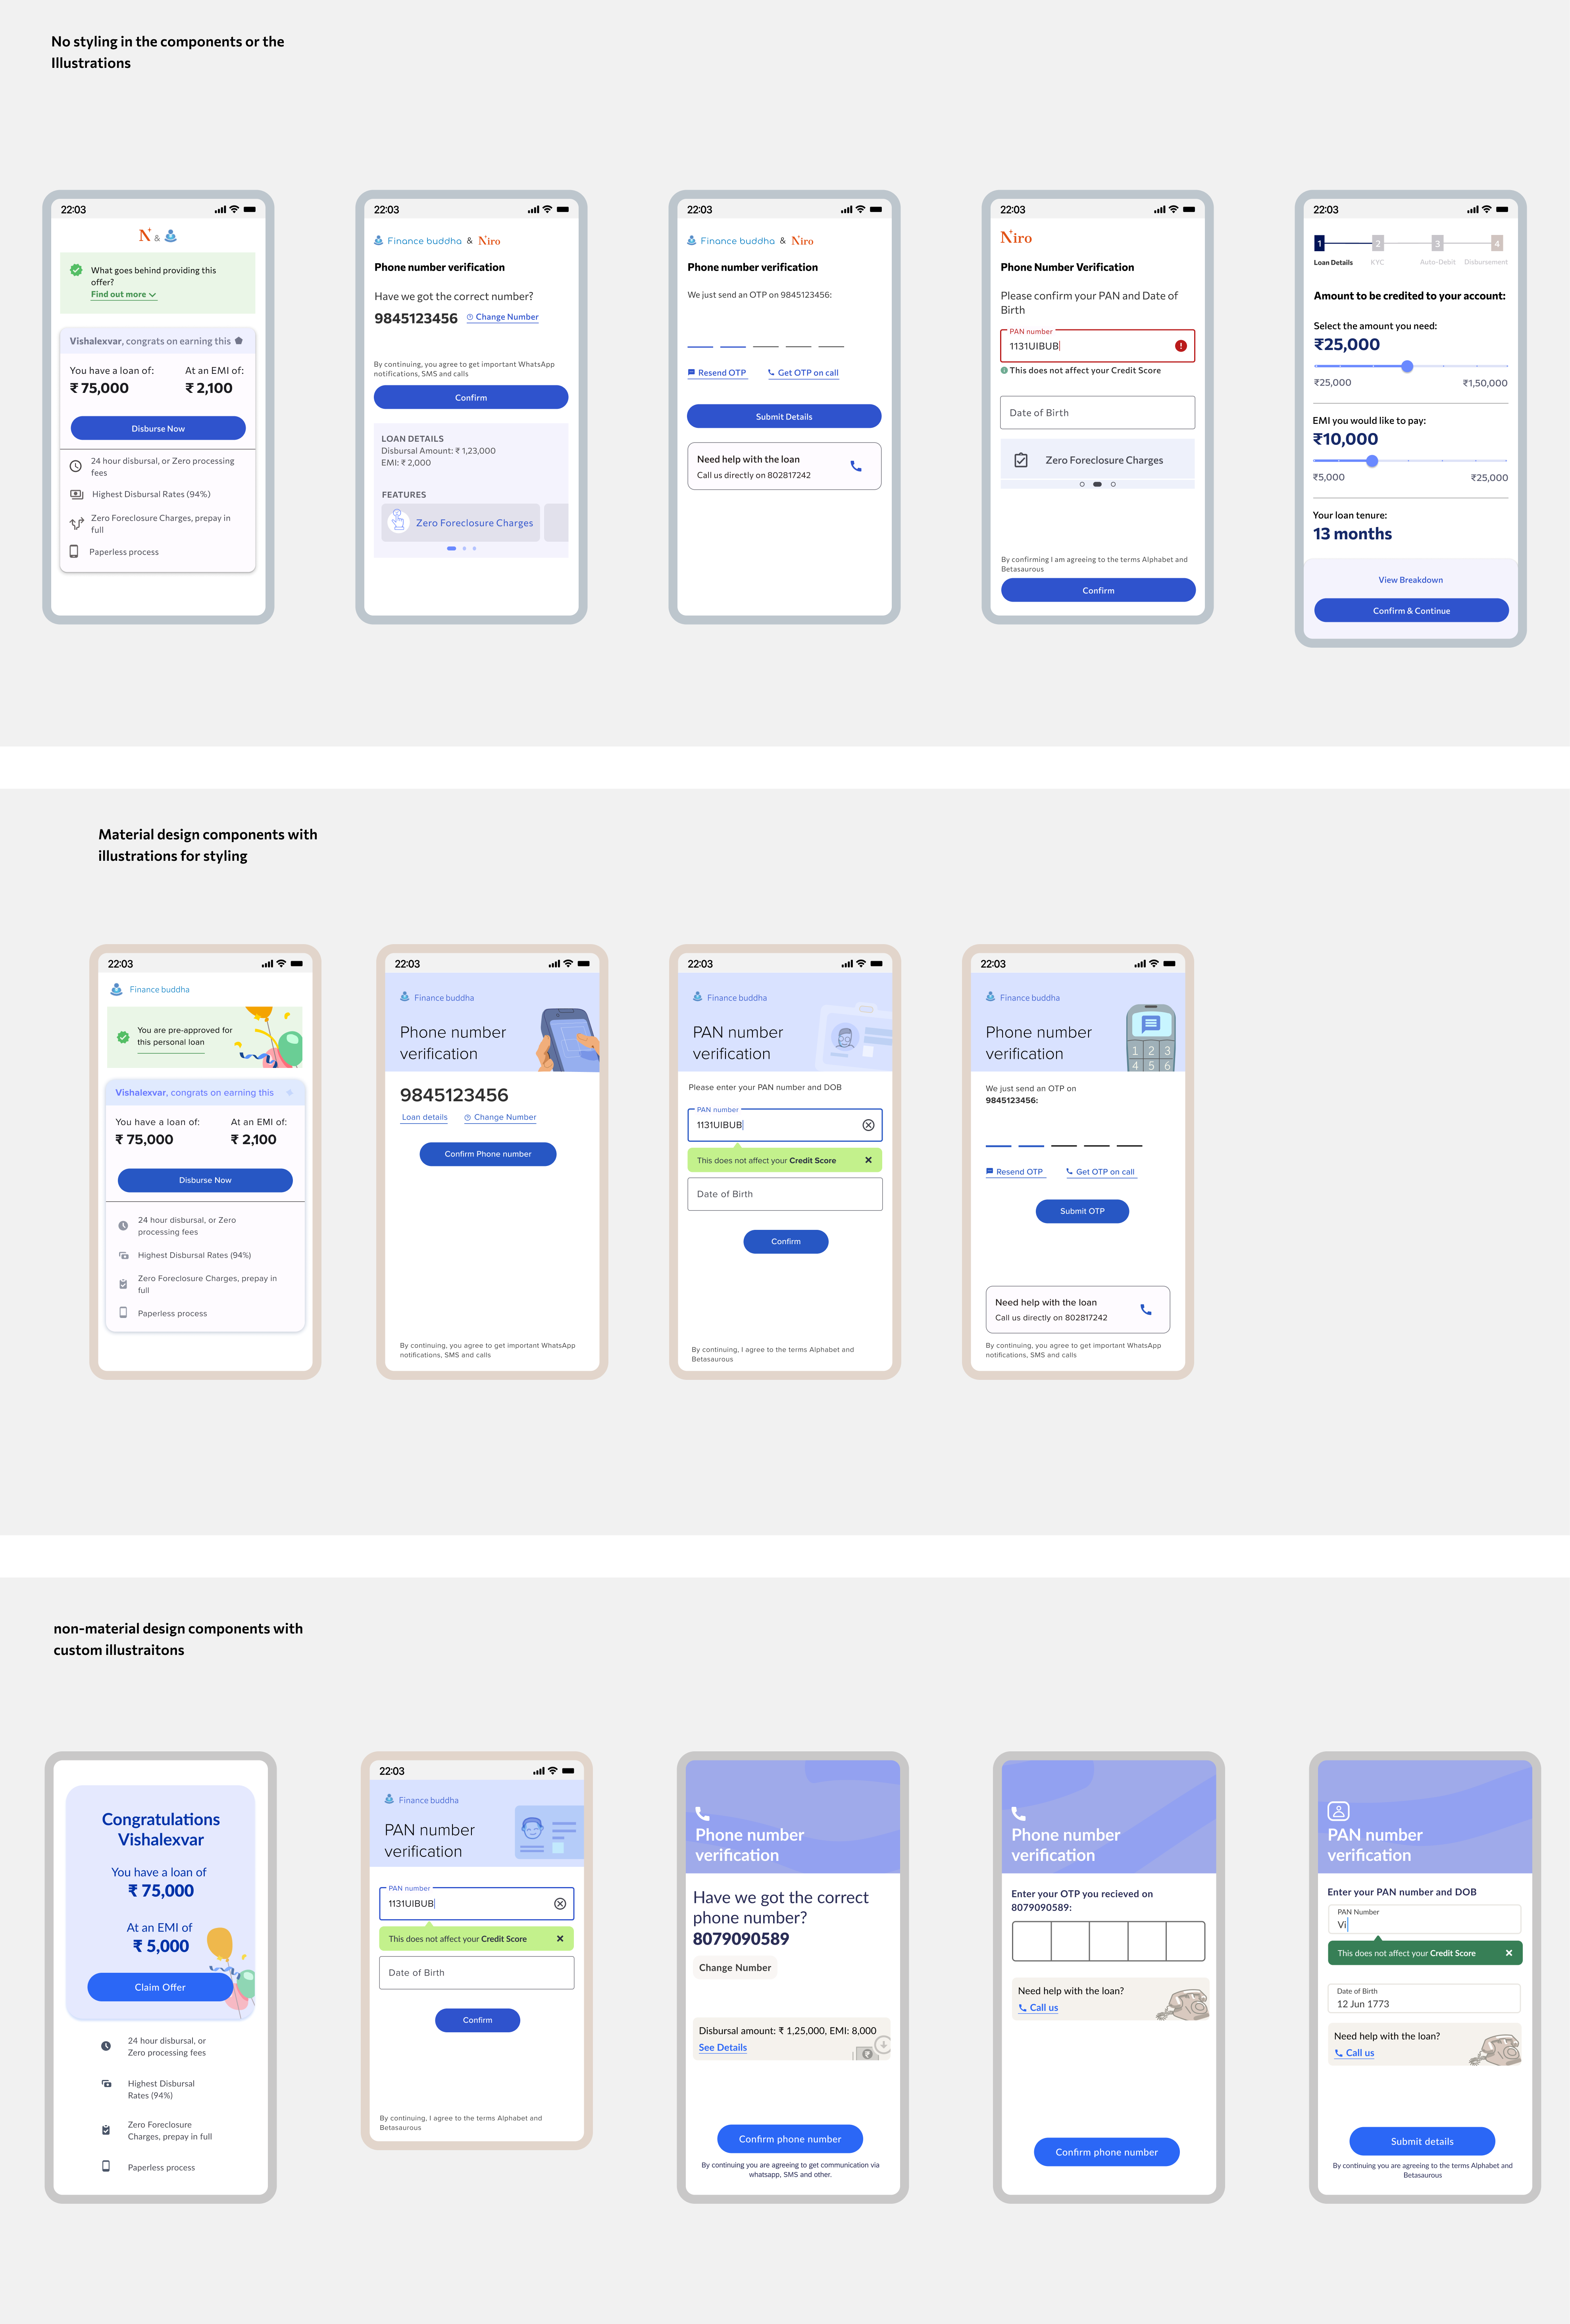 No styling in the components or the
Illustrations
22:03
N &
What goes behind providing this
offer?
Find out more
Vishalexvar, congrats on earning this
You have a loan of:
At an EMI of:
₹ 75,000
₹ 2,100
Disburse Now
24 hour disbursal, or Zero processing
fees
Highest Disbursal Rates (94%)
Zero Foreclosure Charges, prepay in
full
Paperless process
22:03
Finance buddha & Niro
Phone number verification
Have we got the correct number?
9845123456 Change Number
By continuing, you agree to get important WhatsApp
notifications, SMS and calls
Confirm
LOAN DETAILS
Disbursal Amount: ₹ 1,23,000
EMI: ₹ 2,000
FEATURES
Zero Foreclosure Charges
22:03
Finance buddha & Niro
Phone number verification
We just send an OTP on 9845123456:
Resend OTP
Get OTP on call
Submit Details
Need help with the loan
Call us directly on 802817242
22:03
Niro
Phone Number Verification
Please confirm your PAN and Date of
Birth
PAN number
1131UIBUB
This does not affect your Credit Score
Date of Birth
Zero Foreclosure Charges
By confirming I am agreeing to the terms Alphabet and
Betasaurous
Confirm
22:03
1 2 3 4
Loan Details KYC Auto-Debit Disbursement
Amount to be credited to your account:
Select the amount you need:
₹25,000
₹25,000
₹1,50,000
EMI you would like to pay:
₹10,000
₹5,000
₹25,000
Your loan tenure:
13 months
View Breakdown
Confirm & Continue
Material design components with
illustrations for styling
22:03
Finance buddha
You are pre-approved for
this personal loan
Vishalexvar, congrats on earning this
You have a loan of:
At an EMI of:
₹ 75,000
₹ 2,100
Disburse Now
24 hour disbursal, or Zero
processing fees
Highest Disbursal Rates (94%)
Zero Foreclosure Charges, prepay in
full
Paperless process
22:03
Finance buddha
Phone number
verification
9845123456
Loan details
Change Number
Confirm Phone number
By continuing, you agree to get important WhatsApp
notifications, SMS and calls
22:03
Finance buddha
PAN number
verification
Please enter your PAN number and DOB
PAN number
1131UIBUB
This does not affect your Credit Score
Date of Birth
Confirm
By continuing, I agree to the terms Alphabet and
Betasaurous
22:03
Finance buddha
Phone number
verification
1 2 3
4 5 6
We just send an OTP on
9845123456:
Resend OTP
Get OTP on call
Submit OTP
Need help with the loan
Call us directly on 802817242
By continuing, you agree to get important WhatsApp
notifications, SMS and calls
non-material design components with
custom illustraitons
Congratulations
Vishalexvar
You have a loan of
₹ 75,000
At an EMI of
₹ 5,000
Claim Offer
24 hour disbursal, or
Zero processing fees
Highest Disbursal
Rates (94%)
Zero Foreclosure
Charges, prepay in full
Paperless process
22:03
Finance buddha
PAN number
verification
PAN number
1131UIBUB
This does not affect your Credit Score
Date of Birth
Confirm
By continuing, I agree to the terms Alphabet and
Betasaurous
Phone number
verification
Have we got the correct
phone number?
8079090589
Change Number
Disbursal amount: ₹ 1,25,000, EMI: 8,000
See Details
₹
Confirm phone number
By continuing you are agreeing to get communication via
whatsapp, SMS and other.
Phone number
verification
Enter your OTP you recieved on
8079090589:
Need help with the loan?
Call us
Confirm phone number
PAN number
verification
Enter your PAN number and DOB
PAN Number
Vi
This does not affect your Credit Score
Date of Birth
12 Jun 1773
Need help with the loan?
Call us
Submit details
By continuing you are agreeing to the terms Alphabet and
Betasaurous